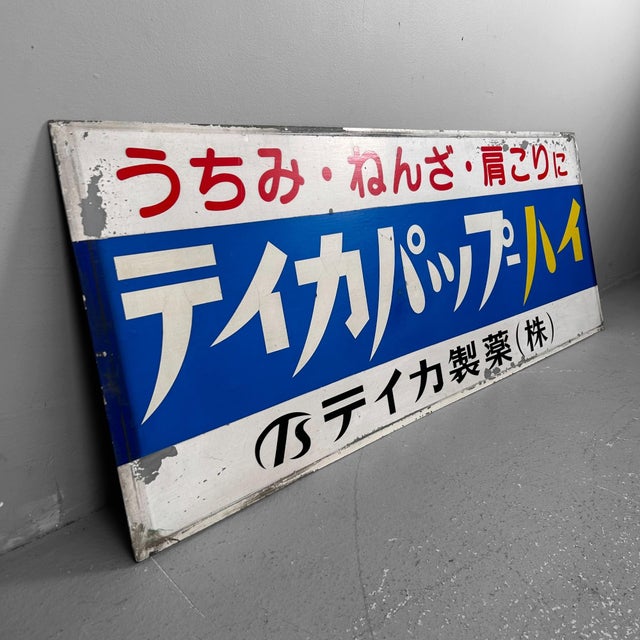 うちみ・ねんざ・肩こりに
テイカパップーハイ
TS テイカ製薬(株)